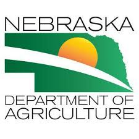 NEBRASKA
DEPARTMENT OF
AGRICULTURE